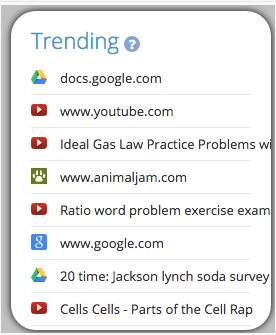 Trending ?
docs.google.com
www.youtube.com
Ideal Gas Law Practice Problems wi
www.animaljam.com
Ratio word problem exercise exam
8 www.google.com
20 time: Jackson lynch soda survey
Cells Cells - Parts of the Cell Rap